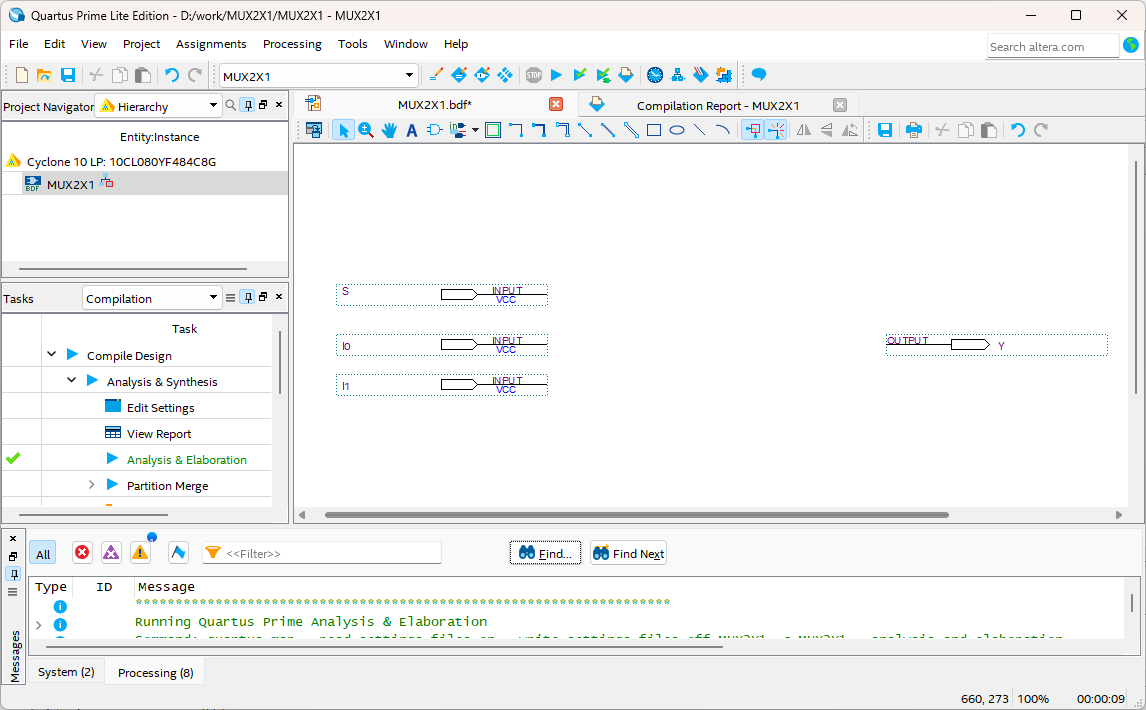 Quartus Prime Lite Edition - D:/work/MUX2X1/MUX2X1 - MUX2X1
File Edit View Project Assignments Processing Tools Window Help
Search altera.com
MUX2X1
STOP
Project Navigator Hierarchy
MUX2X1.bdf*
Compilation Report - MUX2X1
A
Entity:Instance
Cyclone 10 LP: 10CL080YF484C8G
BDF MUX2X1
S INPUT
VCC
I0 INPUT
VCC
OUTPUT Y
I1 INPUT
VCC
Tasks Compilation
Task
Compile Design
Analysis & Synthesis
Edit Settings
View Report
Analysis & Elaboration
Partition Merge
All
<<Filter>>
Find...
Find Next
Type ID Message
*******************************************************************
Running Quartus Prime Analysis & Elaboration
Messages
System (2) Processing (8)
660, 273 100% 00:00:09